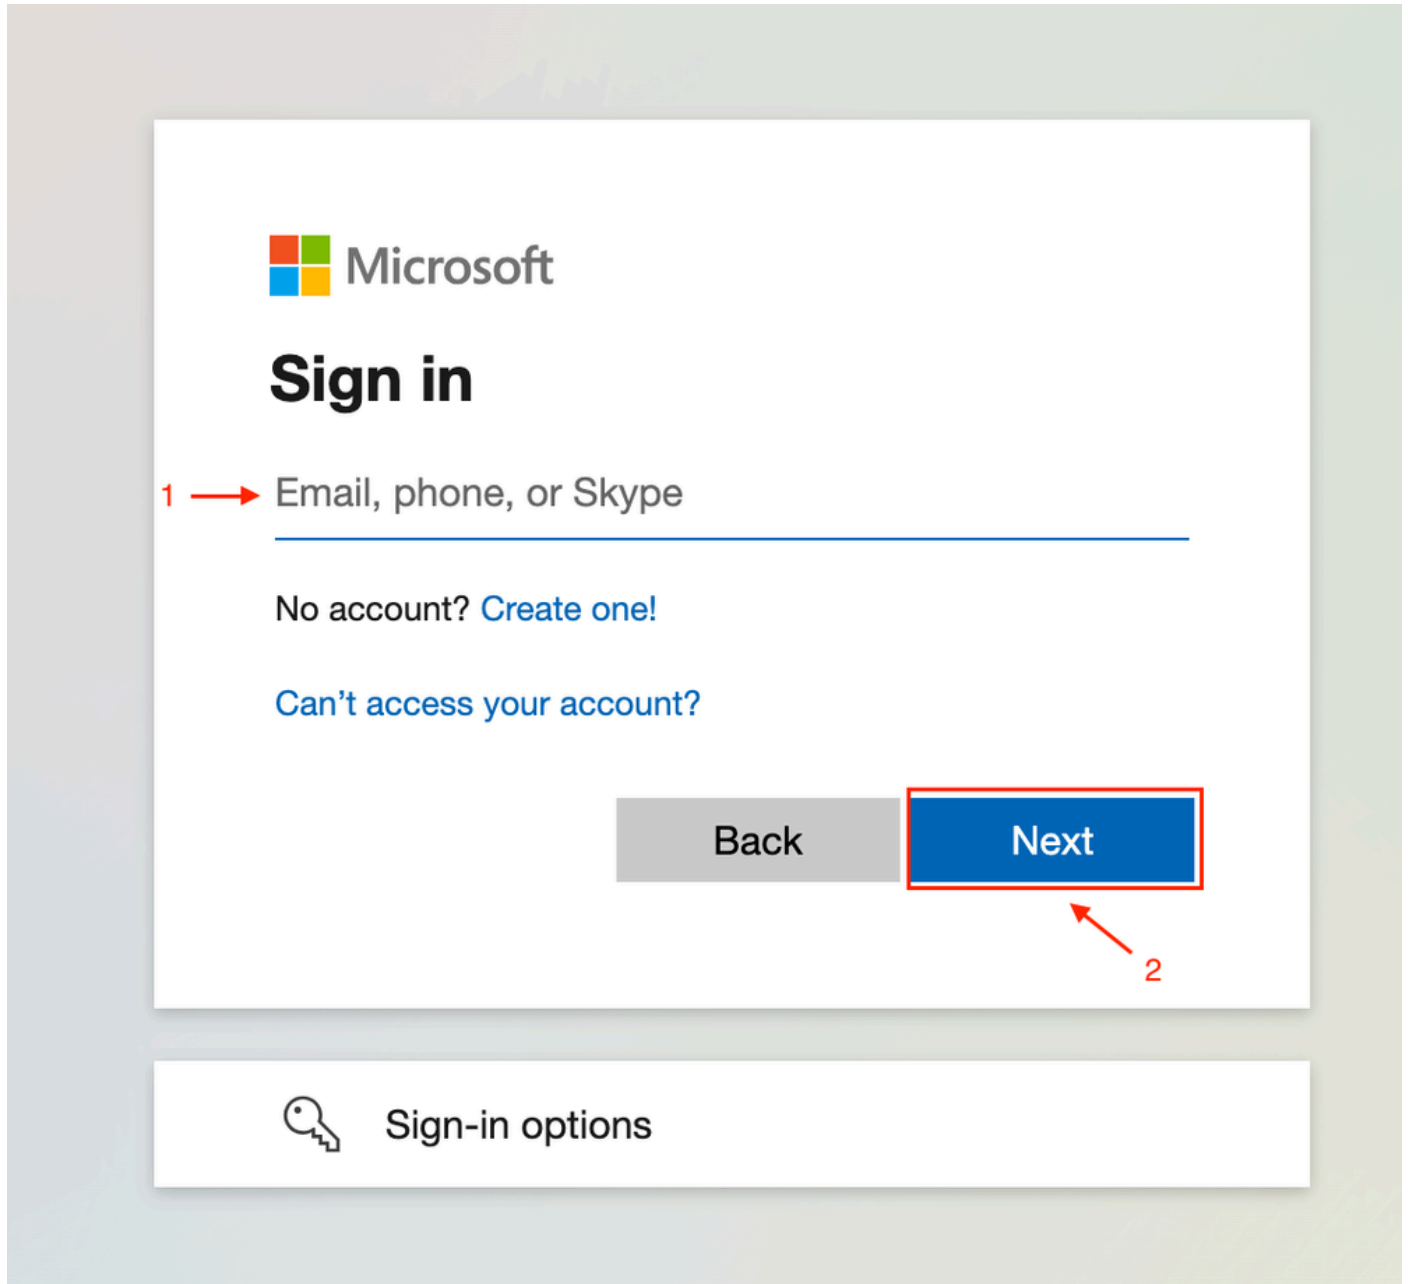 Microsoft
Sign in
1
Email, phone, or Skype
No account? Create one!
Can't access your account?
Back
Next
2
Sign-in options